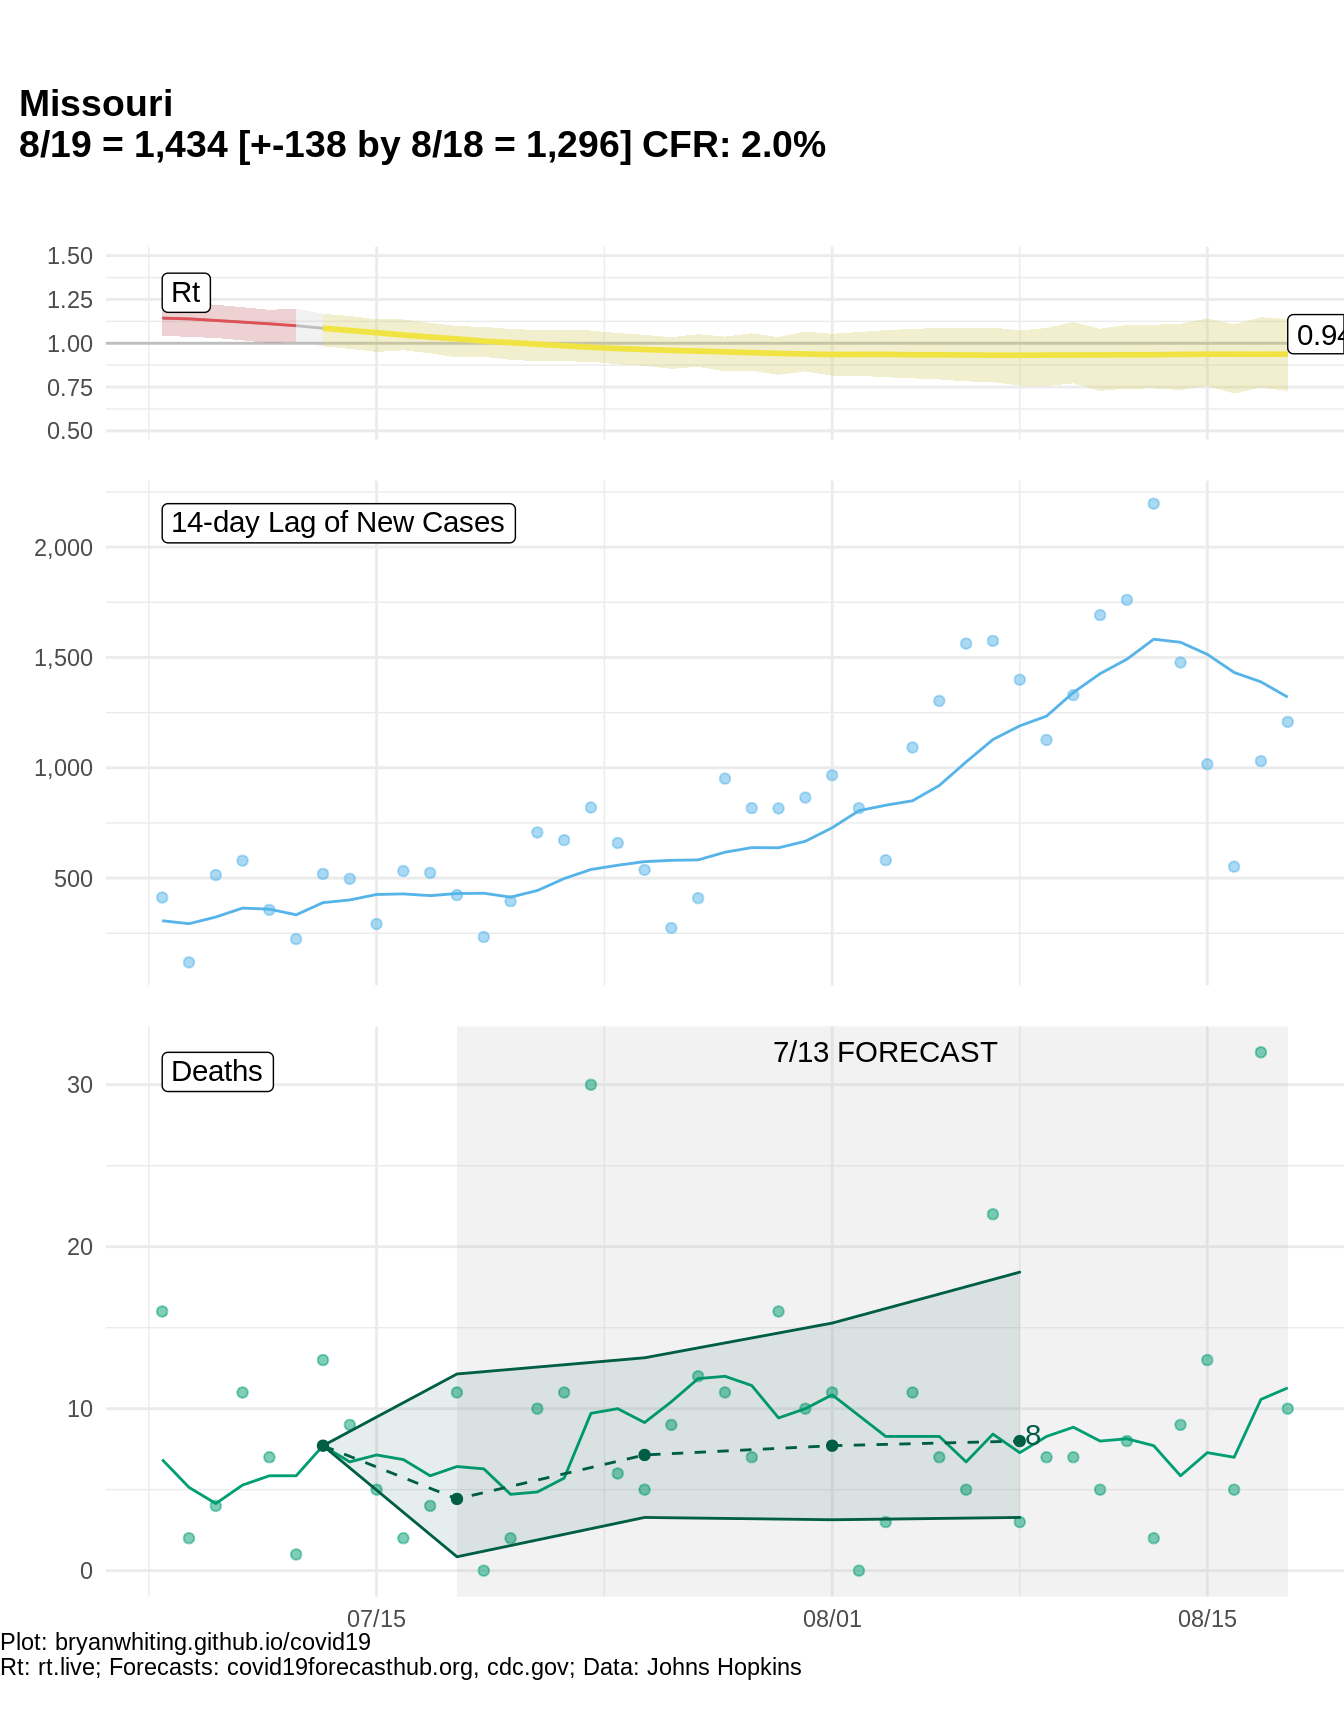 Missouri
8/19 = 1,434 [+-138 by 8/18 = 1,296] CFR: 2.0%
1.50
1.25
1.00
0.75
0.50
Rt
0.94
14-day Lag of New Cases
2,000
1,500
1,000
500
Deaths
7/13 FORECAST
30
20
10
0
8
07/15 08/01 08/15
Plot: bryanwhiting.github.io/covid19
Rt: rt.live; Forecasts: covid19forecasthub.org, cdc.gov; Data: Johns Hopkins